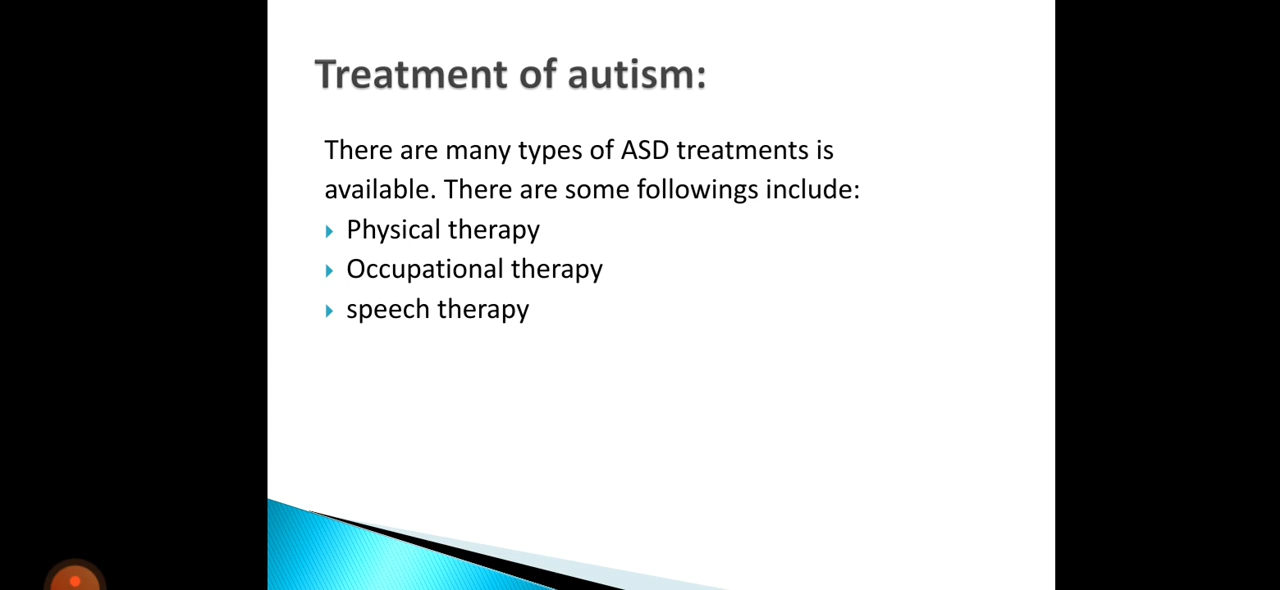 Treatment of autism:
There are many types of ASD treatments is
available. There are some followings include:
Physical therapy
Occupational therapy
speech therapy